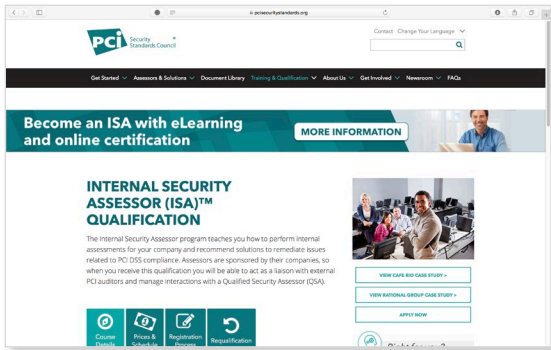 pcisecuritystandards.org
Contact Change Your Language
PCI Security
Standards Council
Get Started Assessors & Solutions Document Library Training & Qualification About Us Get Involved Newsroom FAQs
Become an ISA with eLearning
and online certification
MORE INFORMATION
INTERNAL SECURITY
ASSESSOR (ISA)™
QUALIFICATION
The Internal Security Assessor program teaches you how to perform internal
assessments for your company and recommend solutions to remediate issues
related to PCI DSS compliance. Assessors are sponsored by their companies, so
when you receive this qualification you will be able to act as a liaison with external
PCI auditors and manage interactions with a Qualified Security Assessor (QSA).
VIEW CAFE RIO CASE STUDY >
VIEW RATIONAL GROUP CASE STUDY >
APPLY NOW
Course
Details
Prices &
Schedule
Registration
Process
Requalification
Right for you?